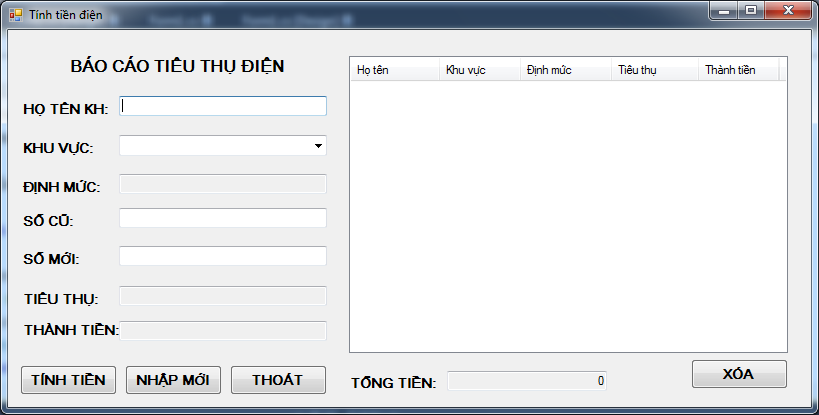 Tính tiền điện
BÁO CÁO TIÊU THỤ ĐIỆN
HỌ TÊN KH:
KHU VỰC:
ĐỊNH MỨC:
SỐ CŨ:
SỐ MỚI:
TIÊU THỤ:
THÀNH TIỀN:
TÍNH TIỀN NHẬP MỚI THOÁT
Họ tên Khu vực Định mức Tiêu thụ Thành tiền
TỔNG TIỀN: 0
XÓA